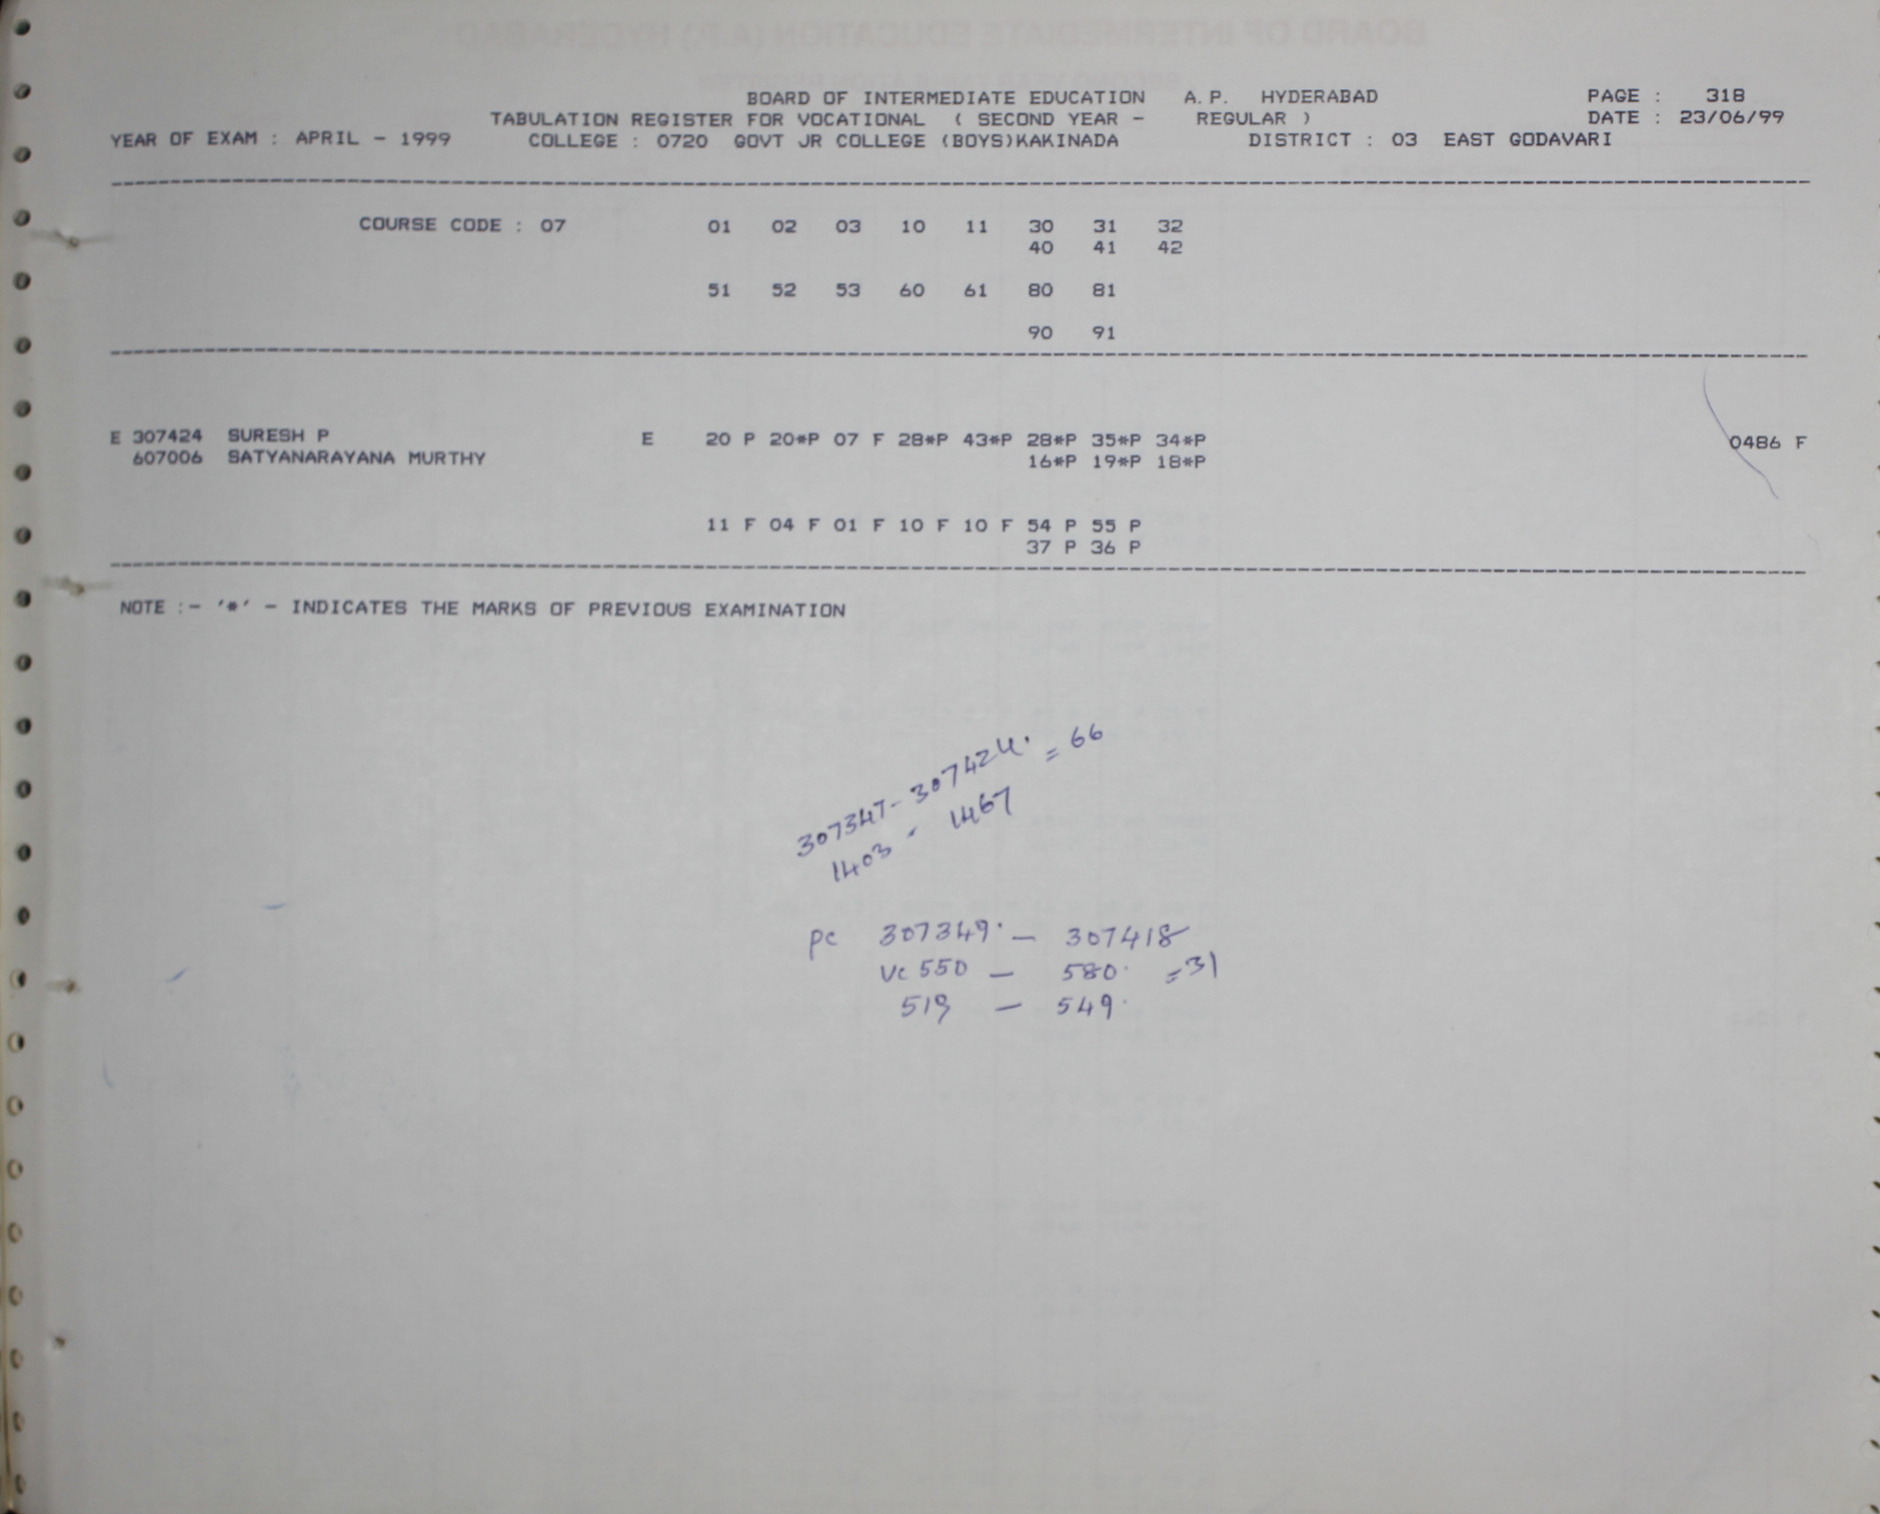 BOARD OF INTERMEDIATE EDUCATION A.P. HYDERABAD PAGE : 318
TABULATION REGISTER FOR VOCATIONAL ( SECOND YEAR - REGULAR ) DATE : 23/06/99
YEAR OF EXAM : APRIL - 1999 COLLEGE : 0720 GOVT JR COLLEGE (BOYS)KAKINADA DISTRICT : 03 EAST GODAVARI
COURSE CODE : 07 01 02 03 10 11 30 31 32
40 41 42
51 52 53 60 61 80 81
90 91
E 307424 SURESH P E 20 P 20*P 07 F 28*P 43*P 28*P 35*P 34*P 0486 F
607006 SATYANARAYANA MURTHY 16*P 19*P 18*P
11 F 04 F 01 F 10 F 10 F 54 P 55 P
37 P 36 P
NOTE :- '*' - INDICATES THE MARKS OF PREVIOUS EXAMINATION
307347 - 307424. = 66
1403 - 1467
PC 307349. - 307418
VC 550 - 580. = 31
519 - 549.